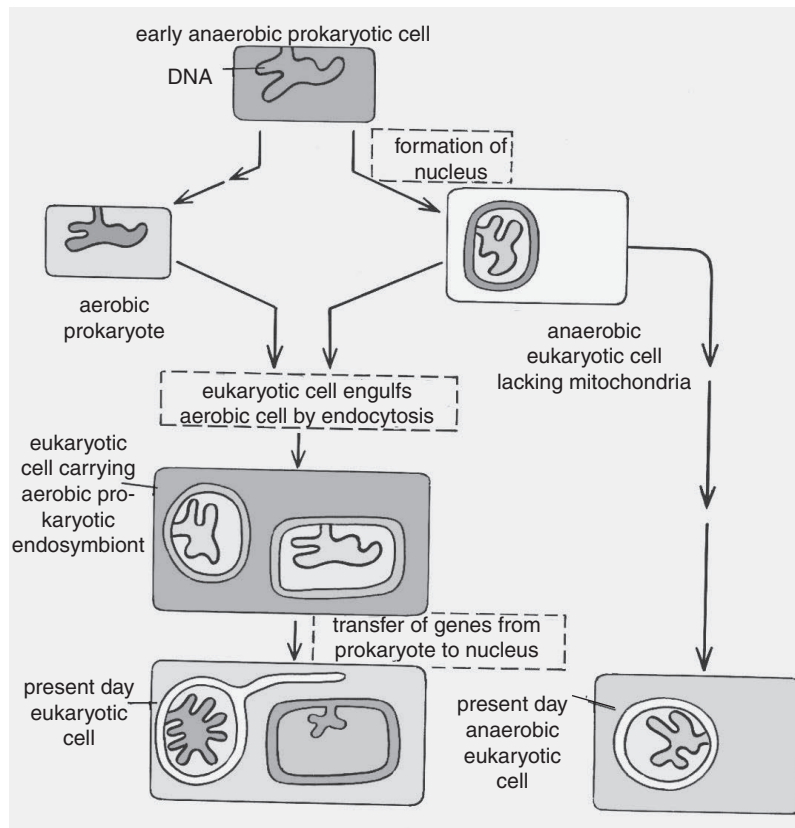 early anaerobic prokaryotic cell
DNA
formation of
nucleus
aerobic
prokaryote
anaerobic
eukaryotic cell
lacking mitochondria
eukaryotic cell engulfs
aerobic cell by endocytosis
eukaryotic
cell carrying
aerobic pro-
karyotic
endosymbiont
transfer of genes from
prokaryote to nucleus
present day
eukaryotic
cell
present day
anaerobic
eukaryotic
cell